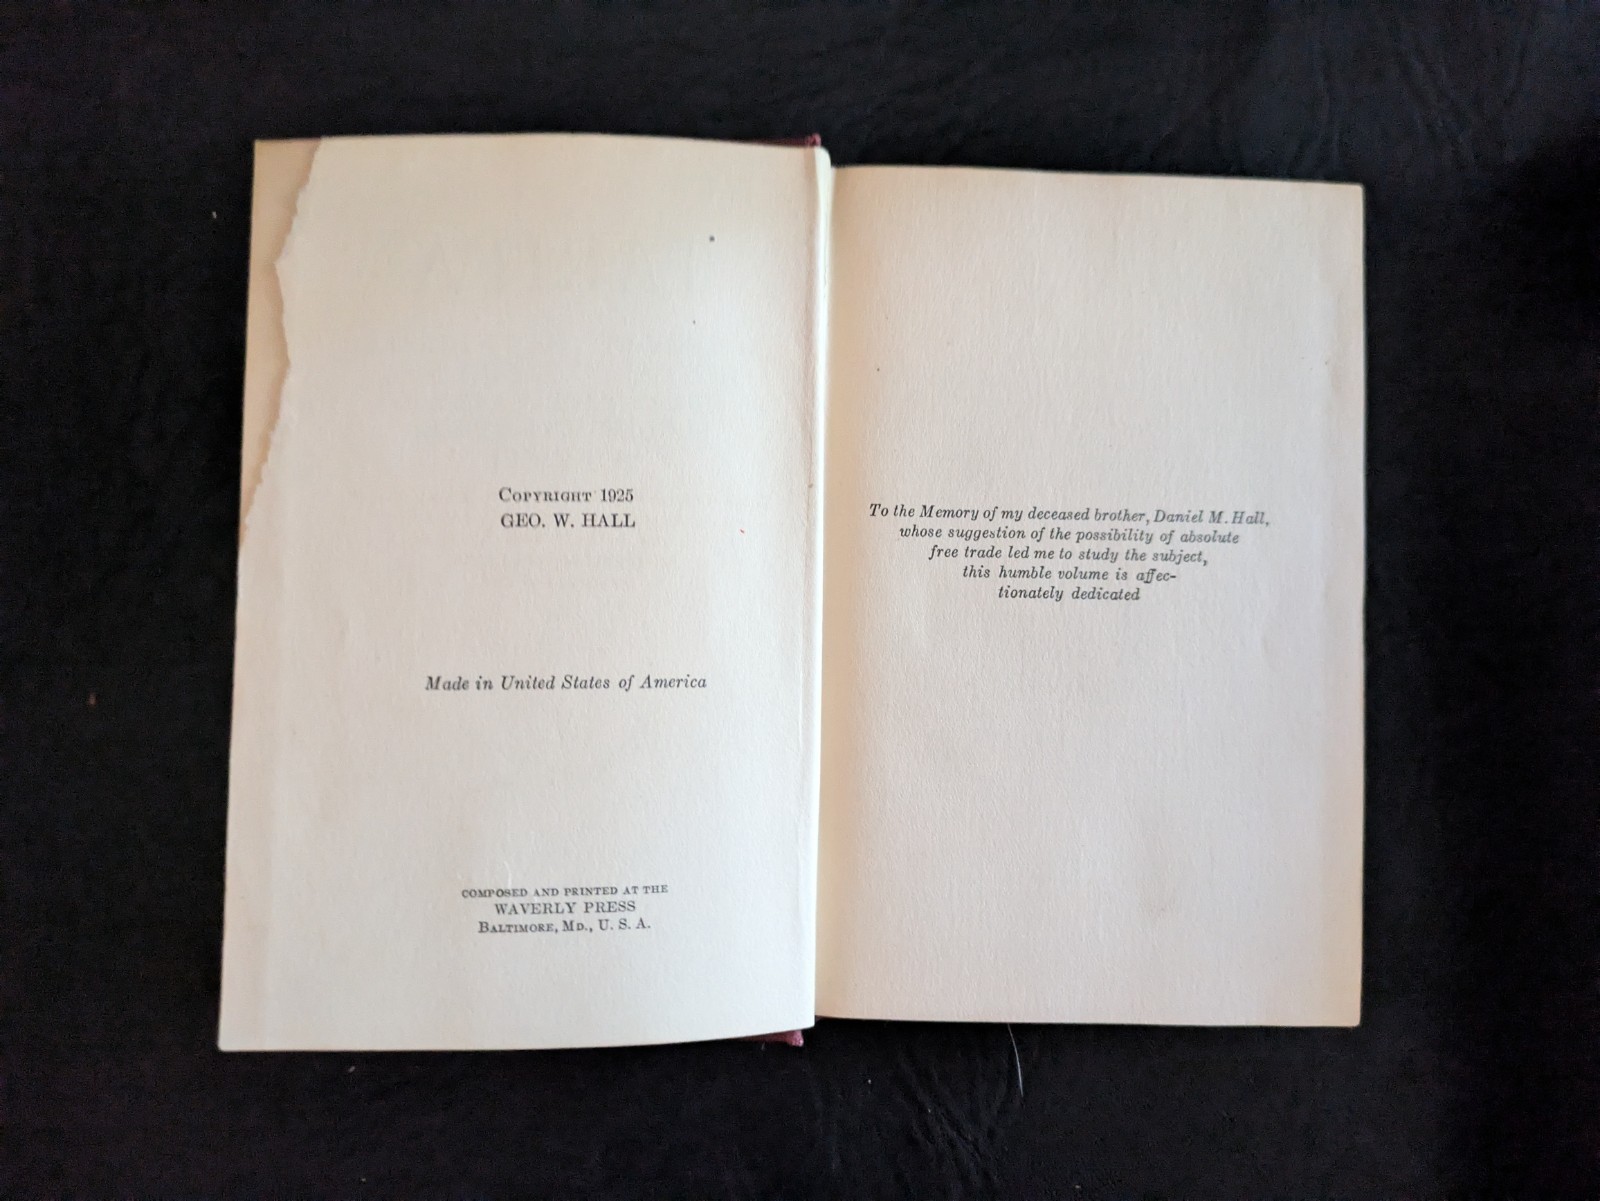 Copyright 1925
GEO. W. HALL
Made in United States of America
COMPOSED AND PRINTED AT THE
WAVERLY PRESS
Baltimore, Md., U. S. A.
To the Memory of my deceased brother, Daniel M. Hall,
whose suggestion of the possibility of absolute
free trade led me to study the subject,
this humble volume is affec-
tionately dedicated